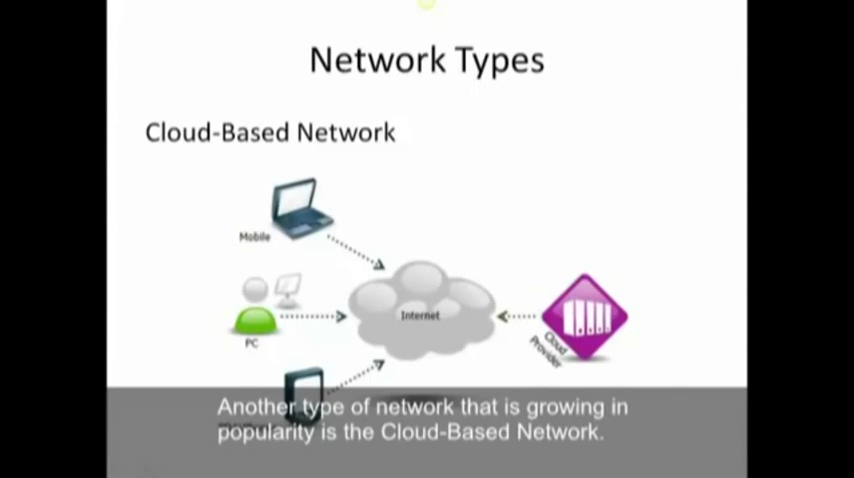 Network Types
Cloud-Based Network
Mobile
Internet
PC
Cloud
Provider
Another type of network that is growing in
popularity is the Cloud-Based Network.